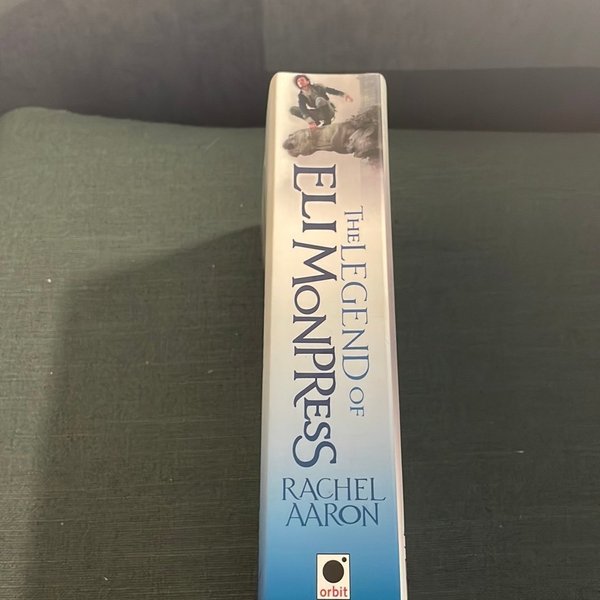 THE LEGEND OF
ELI MONPRESS
RACHEL
AARON
orbit